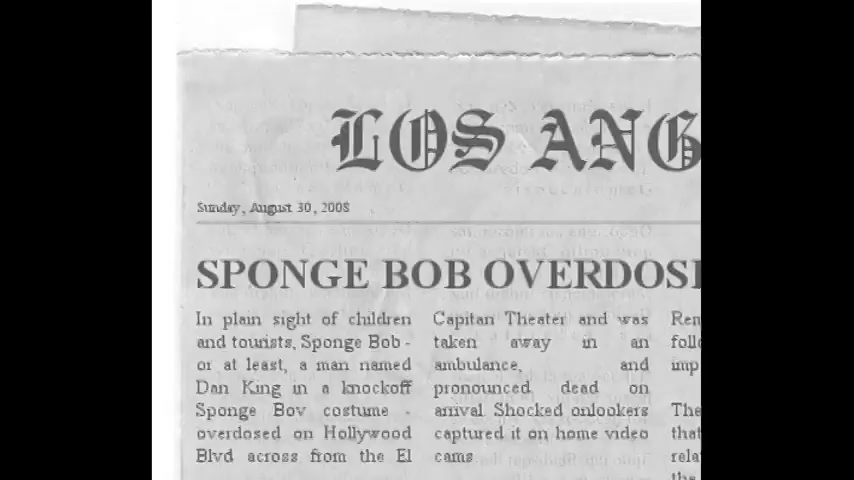 LOS ANG
Sunday, August 30, 2008
SPONGE BOB OVERDOS
In plain sight of children
and tourists, Sponge Bob -
or at least, a man named
Dan King in a knockoff
Sponge Bov costume -
overdosed on Hollywood
Blvd across from the El
Capitan Theater and was
taken away in an
ambulance, and
pronounced dead on
arrival Shocked onlookers
captured it on home video
cams
Ren
foll
imp
The
that
rela
the